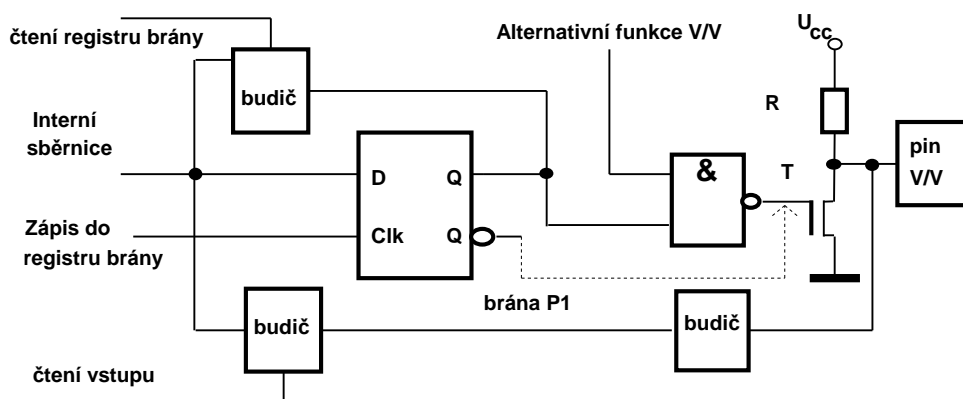 čtení registru brány
Alternativní funkce V/V
Ucc
budič
R
Interní
sběrnice
pin
V/V
D
Q
&
T
Zápis do
registru brány
Clk
Q
brána P1
budič
budič
čtení vstupu